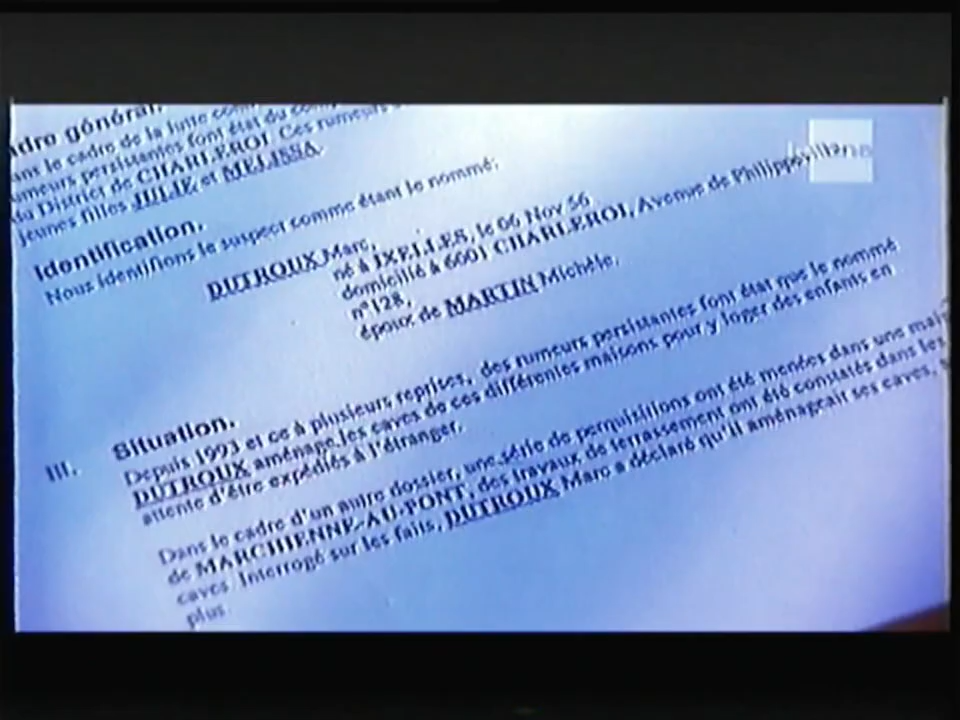 dre général.
ans le cadre de la lutte
umeurs persistantes font état du
du District de CHARLEROI. Ces rumeurs
jeunes filles JULIE et MELISSA.
Identification.
Nous identifions le suspect comme étant le nommé:
DUTROUX Marc,
né à IXELLES, le 06 Nov 56
domicilié à 6001 CHARLEROI, Avenue de Philippeville
n°128,
époux de MARTIN Michèle.
III. Situation.
Depuis 1993 et ce à plusieurs reprises, des rumeurs persistantes font état que le nommé
DUTROUX aménage les caves de ces différentes maisons pour y loger des enfants en
attente d'être expédiés à l'étranger.
Dans le cadre d'un autre dossier, une série de perquisitions ont été menées dans une mai
de MARCHIENNE-AU-PONT, des travaux de terrassement ont été constatés dans les
caves. Interrogé sur les faits, DUTROUX Marc a déclaré qu'il aménageait ses caves,
plus